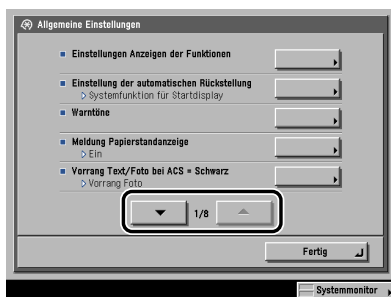 Allgemeine Einstellungen
Einstellungen Anzeigen der Funktionen
Einstellung der automatischen Rückstellung
Systemfunktion für Startdisplay
Warntöne
Meldung Papierstandanzeige
Ein
Vorrang Text/Foto bei ACS = Schwarz
Vorrang Foto
1/8
Fertig
Systemmonitor